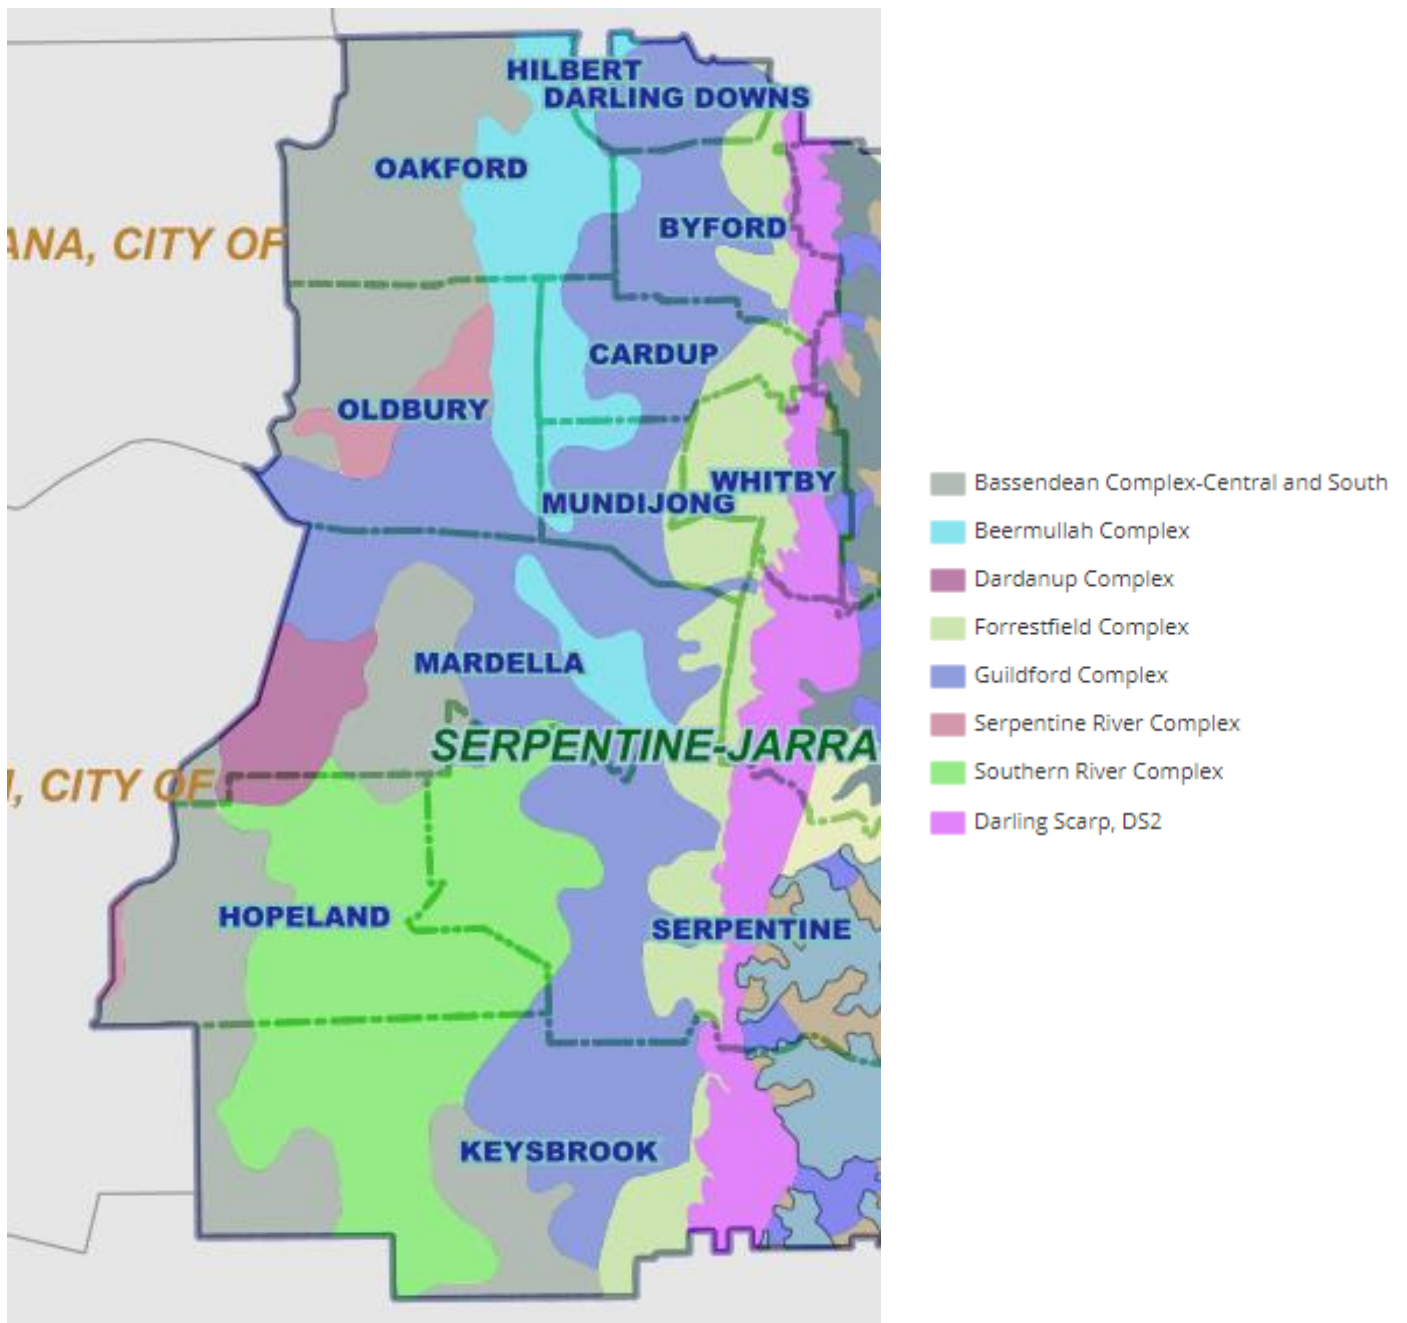 HILBERT
DARLING DOWNS
OAKFORD
BYFORD
ANA, CITY OF
CARDUP
OLDBURY
WHITBY
MUNDIJONG
MARDELLA
SERPENTINE-JARRA
, CITY OF
HOPELAND
SERPENTINE
KEYSBROOK
Bassendean Complex-Central and South
Beermullah Complex
Dardanup Complex
Forrestfield Complex
Guildford Complex
Serpentine River Complex
Southern River Complex
Darling Scarp, DS2